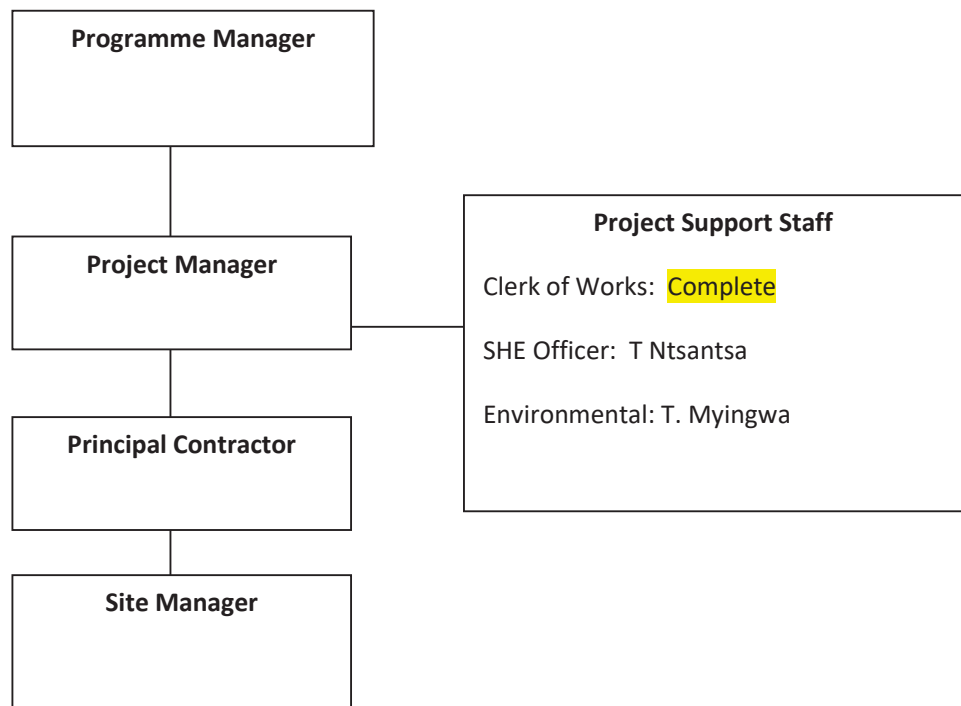 Programme Manager
Project Manager
Project Support Staff
Clerk of Works: Complete
SHE Officer: T Ntsantsa
Environmental: T. Myingwa
Principal Contractor
Site Manager